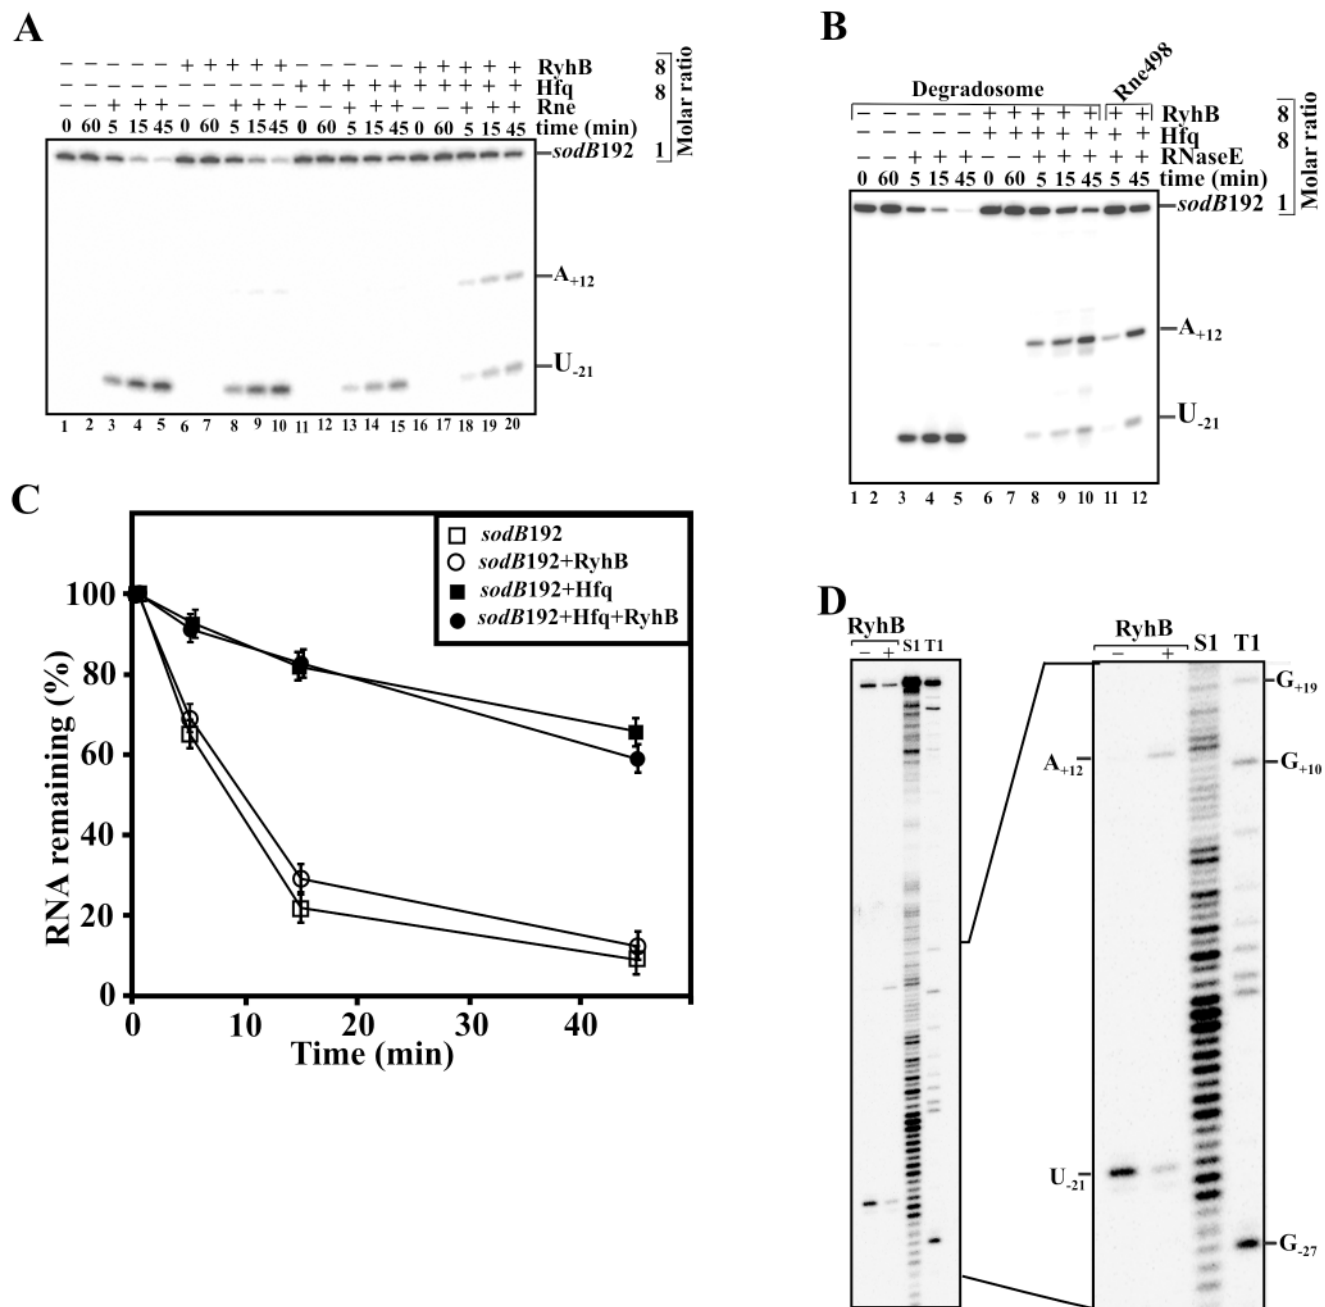 A
− − − − − + + + + + − − − − − + + + + + RyhB 8
− − − − − − − − − − + + + + + + + + + + Hfq 8
− − + + + − − + + + − − + + + − − + + + Rne
0 60 5 15 45 0 60 5 15 45 0 60 5 15 45 0 60 5 15 45 time (min)
sodB192 1
Molar ratio
A+12
U-21
1 2 3 4 5 6 7 8 9 10 11 12 13 14 15 16 17 18 19 20
B
Degradosome Rne498
− − − − − + + + + + + + RyhB 8
− − − − − + + + + + + + Hfq 8
− − + + + − − + + + + + RNaseE
0 60 5 15 45 0 60 5 15 45 5 45 time (min)
sodB192 1
Molar ratio
A+12
U-21
1 2 3 4 5 6 7 8 9 10 11 12
C
sodB192
sodB192+RyhB
sodB192+Hfq
sodB192+Hfq+RyhB
100
80
60
40
20
0
RNA remaining (%)
0 10 20 30 40
Time (min)
D
RyhB
− + S1 T1
RyhB S1 T1
− +
G+19
A+12
G+10
U-21
G-27